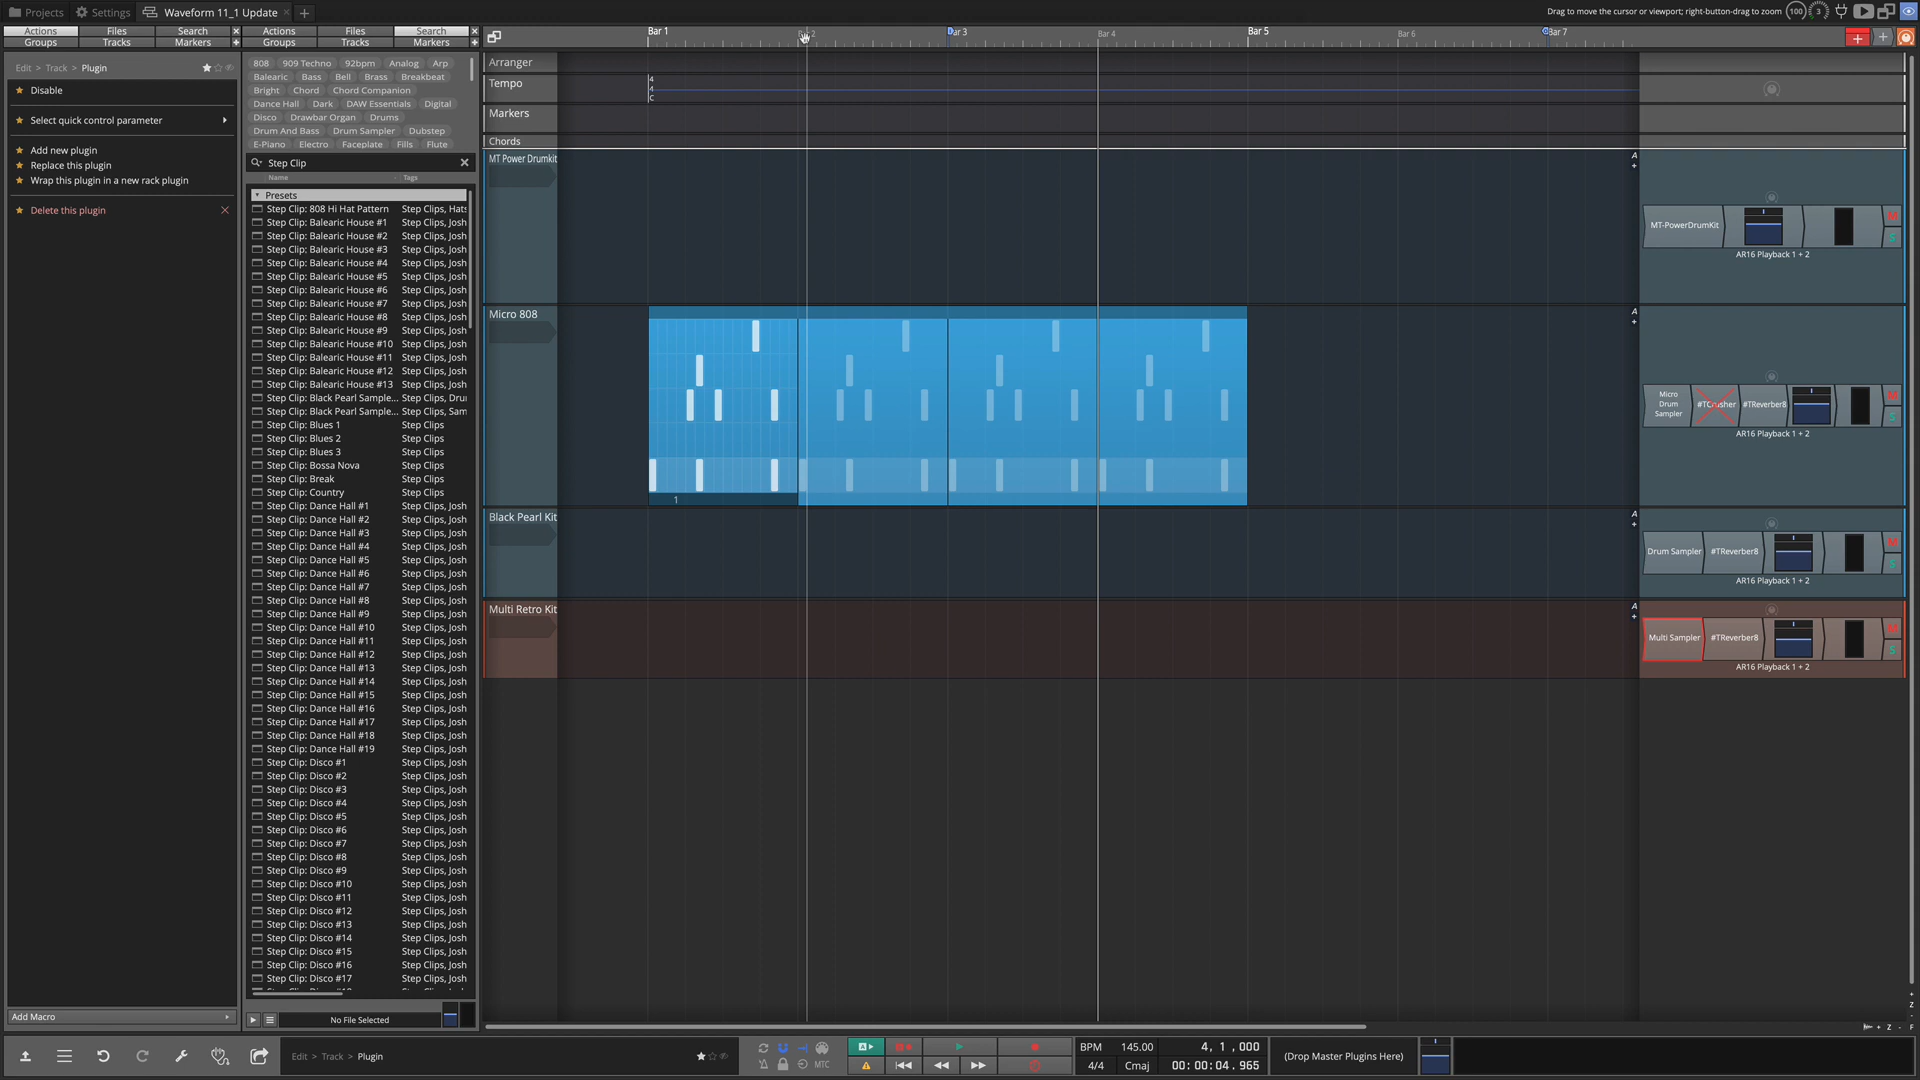 Projects
Settings
Waveform 11_1 Update
Drag to move the cursor or viewport; right-button-drag to zoom
100
3
Actions
Files
Search
Groups
Tracks
Markers
Actions
Files
Search
Groups
Tracks
Markers
Edit > Track > Plugin
Disable
Select quick control parameter
Add new plugin
Replace this plugin
Wrap this plugin in a new rack plugin
Delete this plugin
Add Macro
808 909 Techno 92bpm Analog Arp
Balearic Bass Bell Brass Breakbeat
Bright Chord Chord Companion
Dance Hall Dark DAW Essentials Digital
Disco Drawbar Organ Drums
Drum And Bass Drum Sampler Dubstep
E-Piano Electro Faceplate Fills Flute
Step Clip
Name Tags
Presets
Step Clip: 808 Hi Hat Pattern Step Clips, Hats
Step Clip: Balearic House #1 Step Clips, Josh
Step Clip: Balearic House #2 Step Clips, Josh
Step Clip: Balearic House #3 Step Clips, Josh
Step Clip: Balearic House #4 Step Clips, Josh
Step Clip: Balearic House #5 Step Clips, Josh
Step Clip: Balearic House #6 Step Clips, Josh
Step Clip: Balearic House #7 Step Clips, Josh
Step Clip: Balearic House #8 Step Clips, Josh
Step Clip: Balearic House #9 Step Clips, Josh
Step Clip: Balearic House #10 Step Clips, Josh
Step Clip: Balearic House #11 Step Clips, Josh
Step Clip: Balearic House #12 Step Clips, Josh
Step Clip: Balearic House #13 Step Clips, Josh
Step Clip: Black Pearl Sample... Step Clips, Dru
Step Clip: Black Pearl Sample... Step Clips, Sam
Step Clip: Blues 1 Step Clips
Step Clip: Blues 2 Step Clips
Step Clip: Blues 3 Step Clips
Step Clip: Bossa Nova Step Clips
Step Clip: Break Step Clips
Step Clip: Country Step Clips
Step Clip: Dance Hall #1 Step Clips, Josh
Step Clip: Dance Hall #2 Step Clips, Josh
Step Clip: Dance Hall #3 Step Clips, Josh
Step Clip: Dance Hall #4 Step Clips, Josh
Step Clip: Dance Hall #5 Step Clips, Josh
Step Clip: Dance Hall #6 Step Clips, Josh
Step Clip: Dance Hall #7 Step Clips, Josh
Step Clip: Dance Hall #8 Step Clips, Josh
Step Clip: Dance Hall #9 Step Clips, Josh
Step Clip: Dance Hall #10 Step Clips, Josh
Step Clip: Dance Hall #11 Step Clips, Josh
Step Clip: Dance Hall #12 Step Clips, Josh
Step Clip: Dance Hall #13 Step Clips, Josh
Step Clip: Dance Hall #14 Step Clips, Josh
Step Clip: Dance Hall #15 Step Clips, Josh
Step Clip: Dance Hall #16 Step Clips, Josh
Step Clip: Dance Hall #17 Step Clips, Josh
Step Clip: Dance Hall #18 Step Clips, Josh
Step Clip: Dance Hall #19 Step Clips, Josh
Step Clip: Disco #1 Step Clips, Josh
Step Clip: Disco #2 Step Clips, Josh
Step Clip: Disco #3 Step Clips, Josh
Step Clip: Disco #4 Step Clips, Josh
Step Clip: Disco #5 Step Clips, Josh
Step Clip: Disco #6 Step Clips, Josh
Step Clip: Disco #7 Step Clips, Josh
Step Clip: Disco #8 Step Clips, Josh
Step Clip: Disco #9 Step Clips, Josh
Step Clip: Disco #10 Step Clips, Josh
Step Clip: Disco #11 Step Clips, Josh
Step Clip: Disco #12 Step Clips, Josh
Step Clip: Disco #13 Step Clips, Josh
Step Clip: Disco #14 Step Clips, Josh
Step Clip: Disco #15 Step Clips, Josh
Step Clip: Disco #16 Step Clips, Josh
Step Clip: Disco #17 Step Clips, Josh
No File Selected
Bar 1
Bar 3
Bar 4
Bar 5
Bar 6
Bar 7
Arranger
Tempo
4
4
C
Markers
Chords
MT Power Drumkit
A
MT-PowerDrumKit
M
S
AR16 Playback 1 + 2
Micro 808
1
A
Micro
Drum
Sampler
#TCrusher
#TReverber8
M
S
AR16 Playback 1 + 2
Black Pearl Kit
A
Drum Sampler
#TReverber8
M
S
AR16 Playback 1 + 2
Multi Retro Kit
A
Multi Sampler
#TReverber8
M
S
AR16 Playback 1 + 2
Edit > Track > Plugin
MTC
A
BPM 145.00
4/4 Cmaj
4, 1, 000
00: 00: 04. 965
(Drop Master Plugins Here)
Z
Z
F